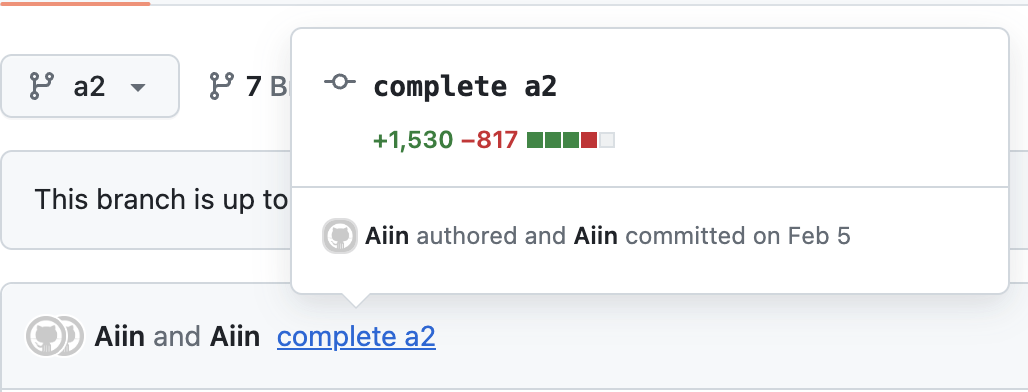 a2
7
complete a2
+1,530 −817
This branch is up to
Aiin authored and Aiin committed on Feb 5
Aiin and Aiin complete a2